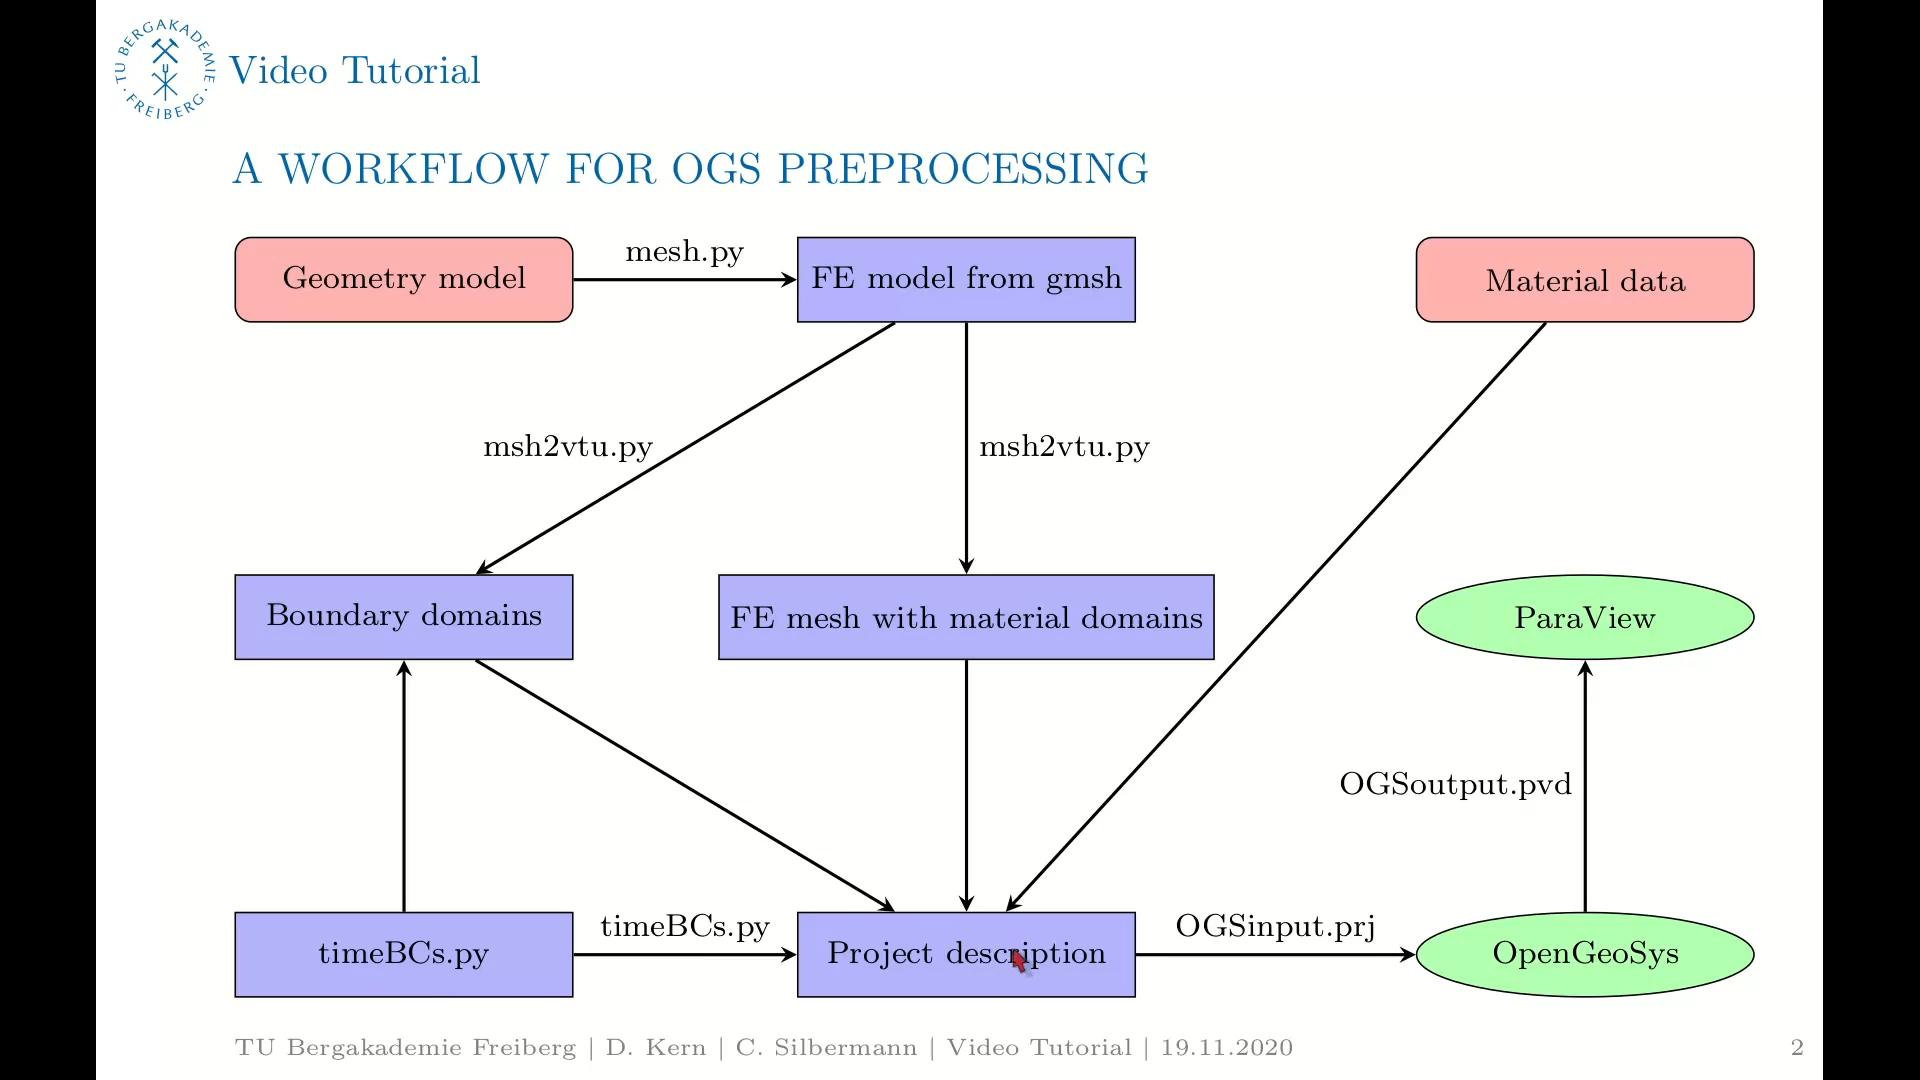 TU BERGAKADEMIE
· FREIBERG ·
Video Tutorial
A WORKFLOW FOR OGS PREPROCESSING
Geometry model
mesh.py
FE model from gmsh
Material data
msh2vtu.py
msh2vtu.py
Boundary domains
FE mesh with material domains
ParaView
OGSoutput.pvd
timeBCs.py
timeBCs.py
Project description
OGSinput.prj
OpenGeoSys
TU Bergakademie Freiberg | D. Kern | C. Silbermann | Video Tutorial | 19.11.2020
2